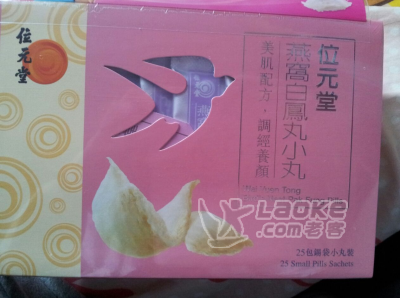 位元堂
位元堂
燕窩白鳳丸小丸
美肌配方·調經養顏
Wai Yuen Tong
LAOKE
.com老客
25包獨袋小丸裝
25 Small Pills Sachets